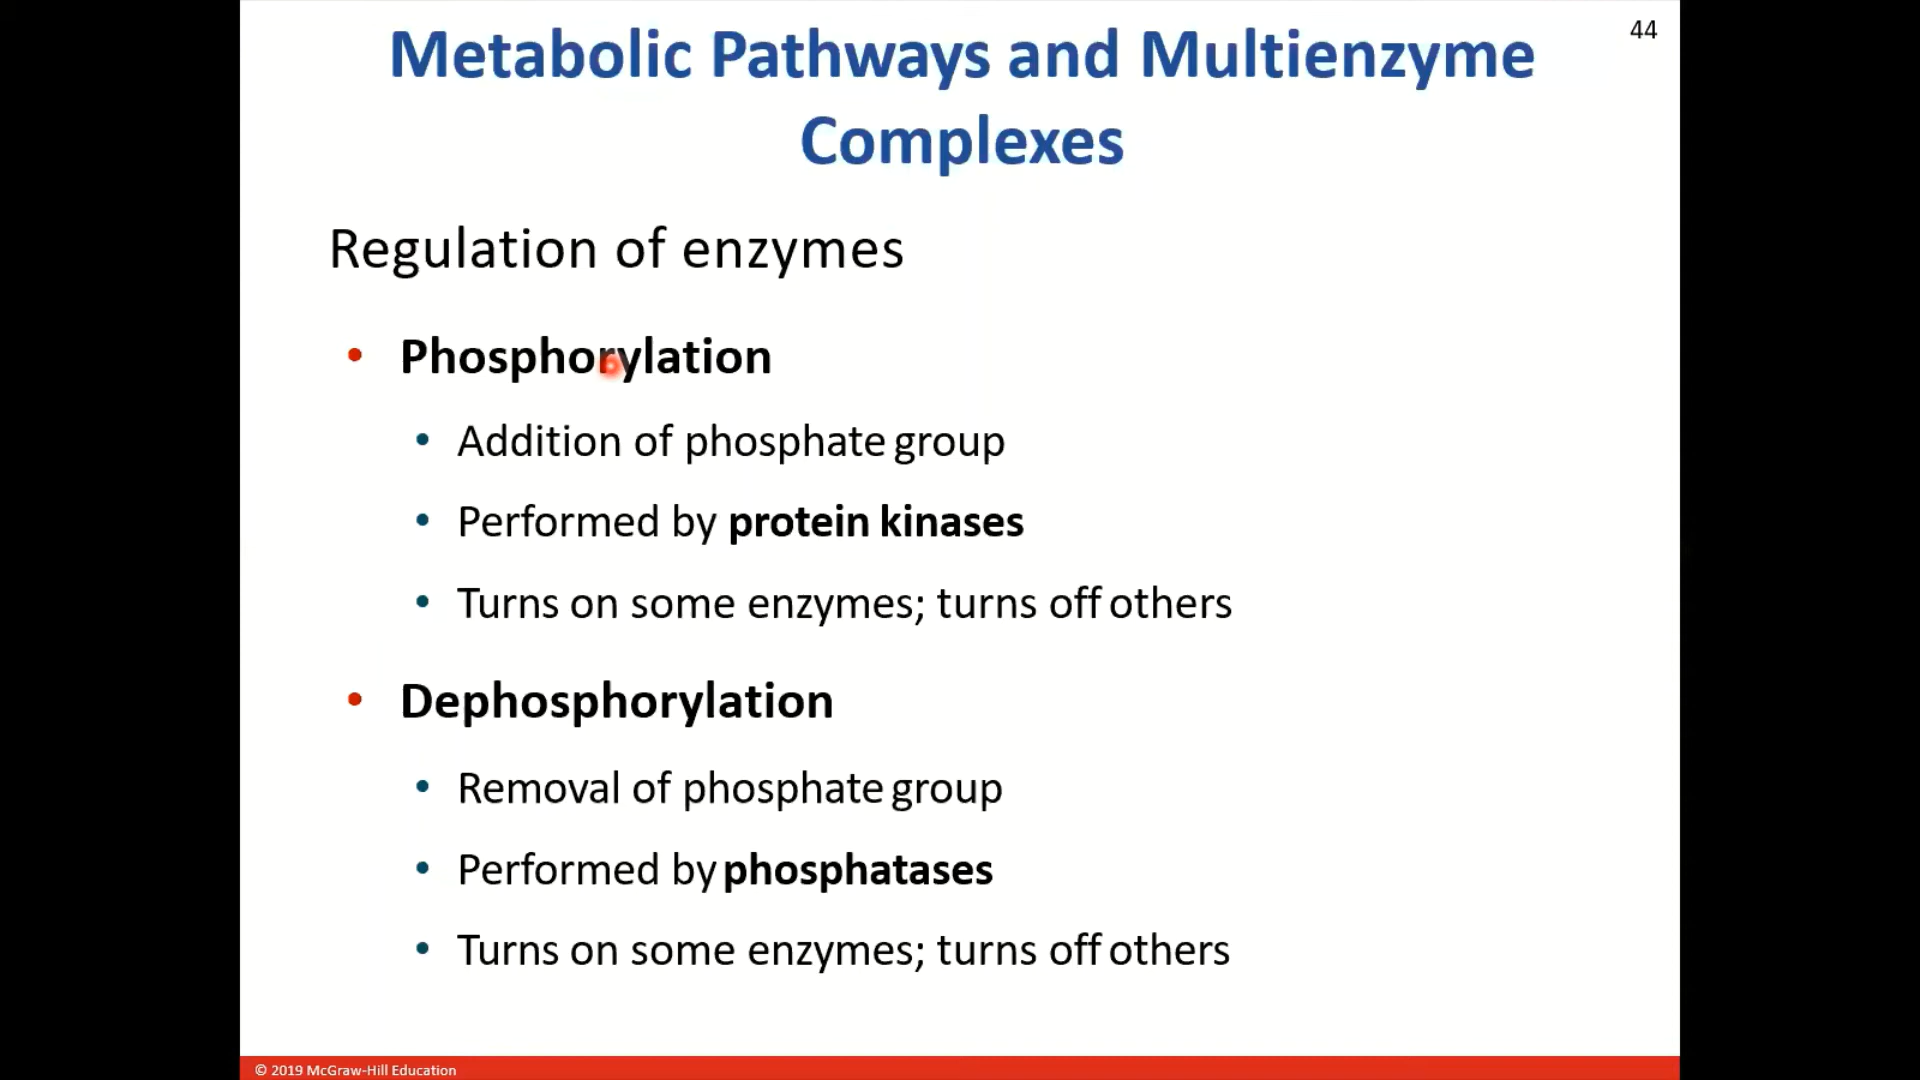 44
Metabolic Pathways and Multienzyme
Complexes
Regulation of enzymes
• Phosphorylation
• Addition of phosphate group
• Performed by protein kinases
• Turns on some enzymes; turns off others
• Dephosphorylation
• Removal of phosphate group
• Performed by phosphatases
• Turns on some enzymes; turns off others
© 2019 McGraw-Hill Education